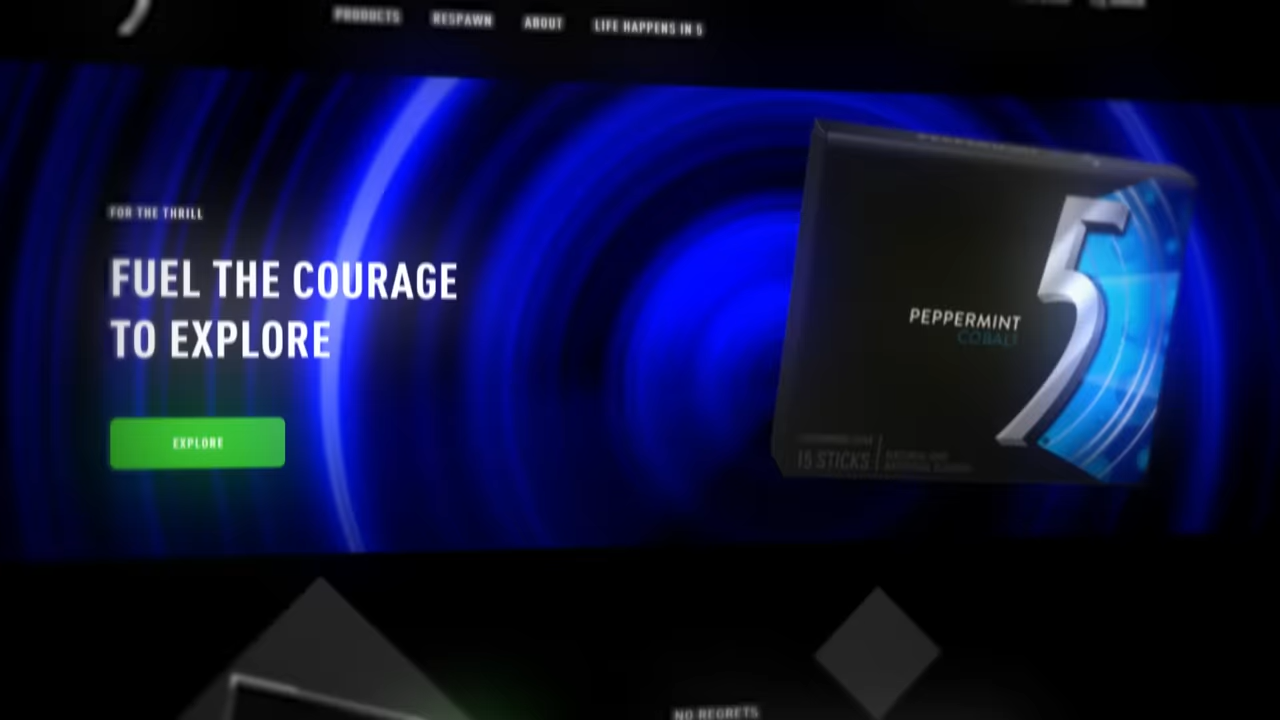 PRODUCTS RESPAWN ABOUT LIFE HAPPENS IN 5
FOR THE THRILL
FUEL THE COURAGE
TO EXPLORE
EXPLORE
5
PEPPERMINT
COBALT
15 STICKS
NO REGRETS